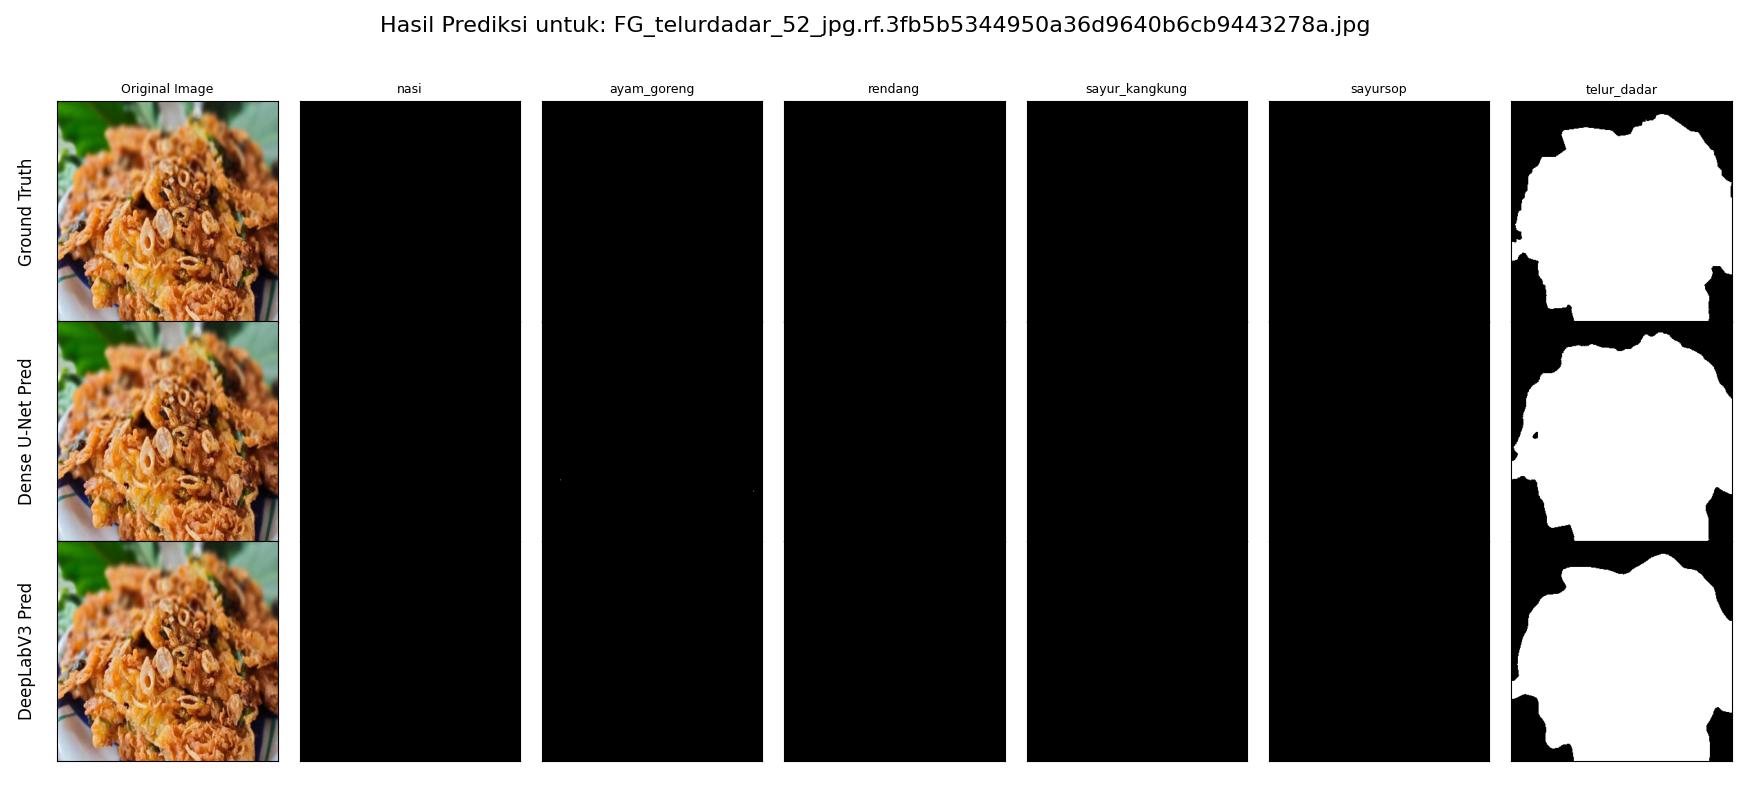 Hasil Prediksi untuk: FG_telurdadar_52_jpg.rf.3fb5b5344950a36d9640b6cb9443278a.jpg
Original Image nasi ayam_goreng rendang sayur_kangkung sayursop telur_dadar
Ground Truth
Dense U-Net Pred
DeepLabV3 Pred